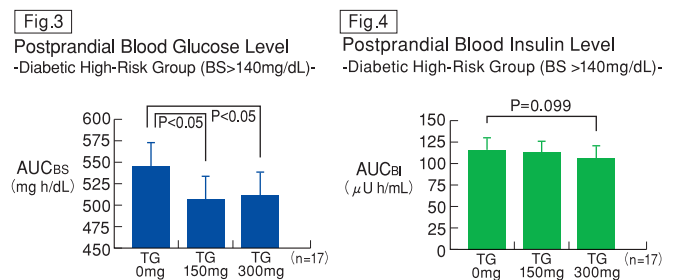 Fig.3
Postprandial Blood Glucose Level
-Diabetic High-Risk Group (BS>140mg/dL)-
600
575
550
525
500
475
450
AUCBS
(mg h/dL)
P<0.05
P<0.05
TG 0mg
TG 150mg
TG 300mg
(n=17)
Fig.4
Postprandial Blood Insulin Level
-Diabetic High-Risk Group (BS >140mg/dL)-
150
125
100
75
50
25
0
AUCBI
(μU h/mL)
P=0.099
TG 0mg
TG 150mg
TG 300mg
(n=17)